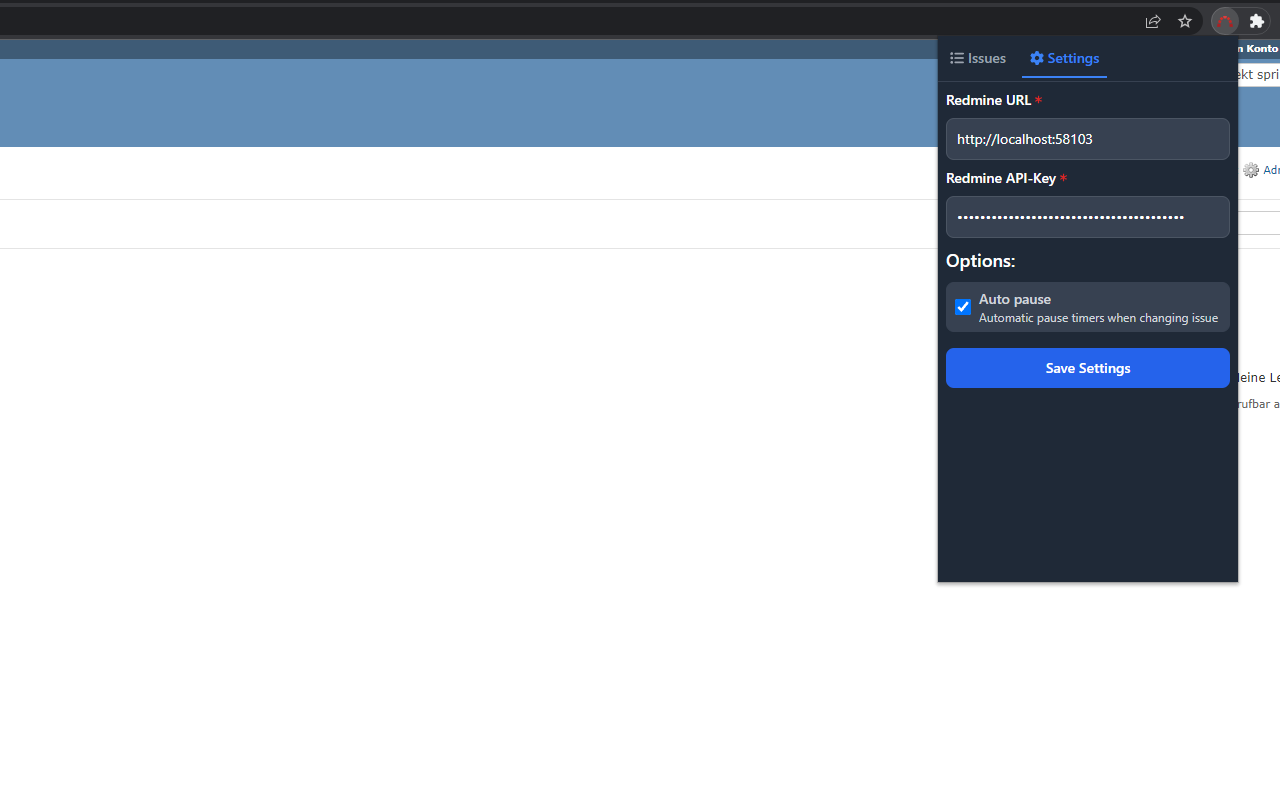 Issues
Settings
n Konto
ekt spri
Redmine URL *
http://localhost:58103
Redmine API-Key *
••••••••••••••••••••••••••••••••••••••••
Options:
Auto pause
Automatic pause timers when changing issue
Save Settings
Adr
leine Le
rufbar a